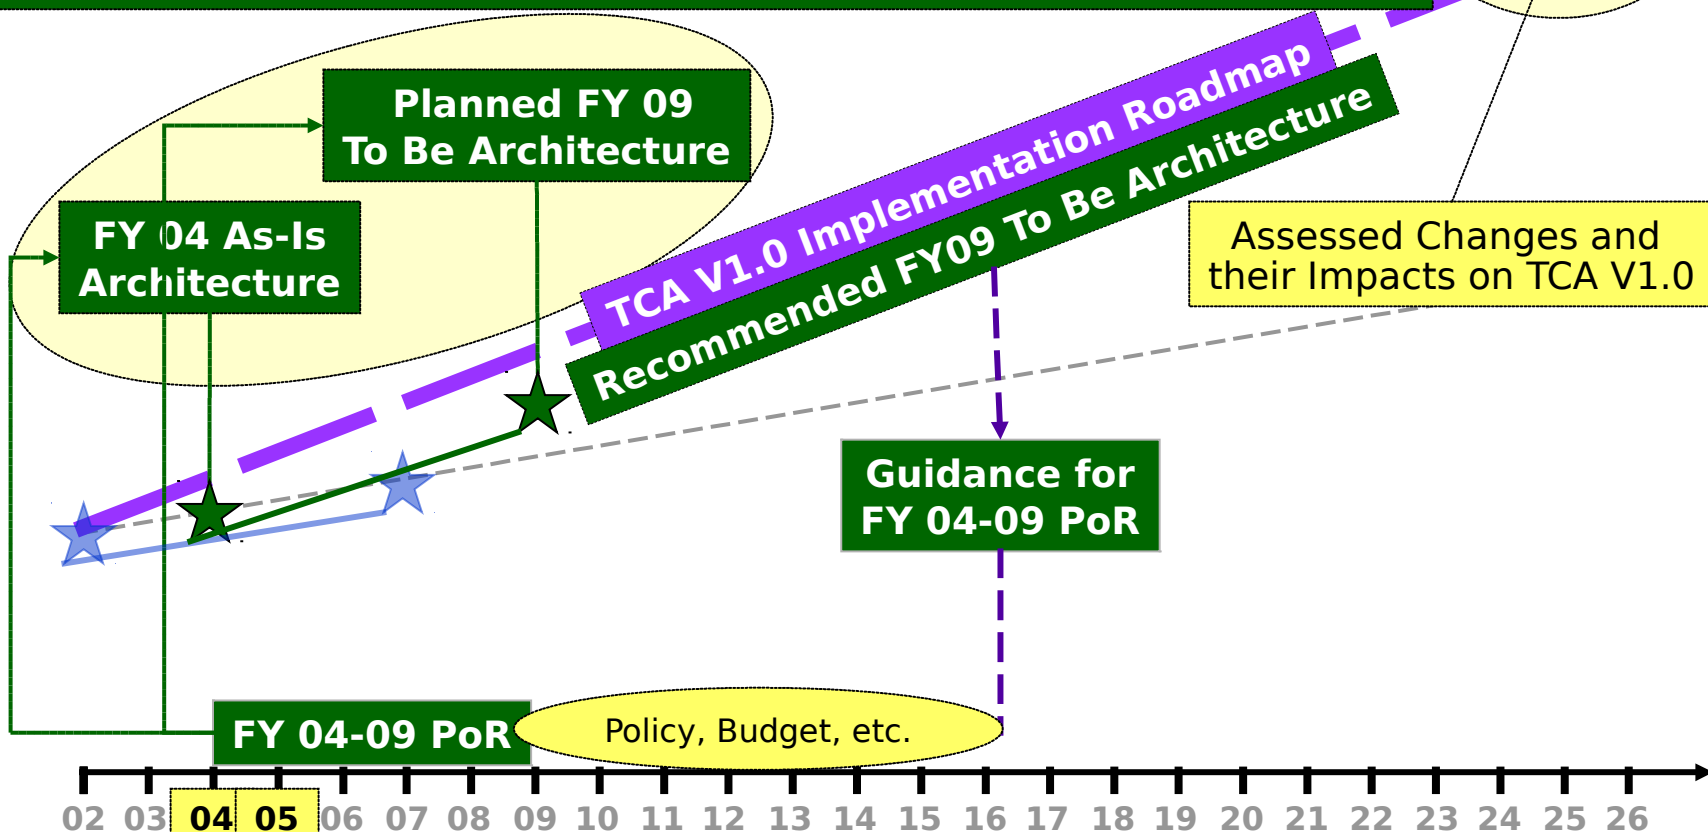 Planned FY 09
To Be Architecture
FY 04 As-Is
Architecture
TCA V1.0 Implementation Roadmap
Recommended FY09 To Be Architecture
Assessed Changes and
their Impacts on TCA V1.0
Guidance for
FY 04-09 PoR
FY 04-09 PoR
Policy, Budget, etc.
02 03 04 05 06 07 08 09 10 11 12 13 14 15 16 17 18 19 20 21 22 23 24 25 26